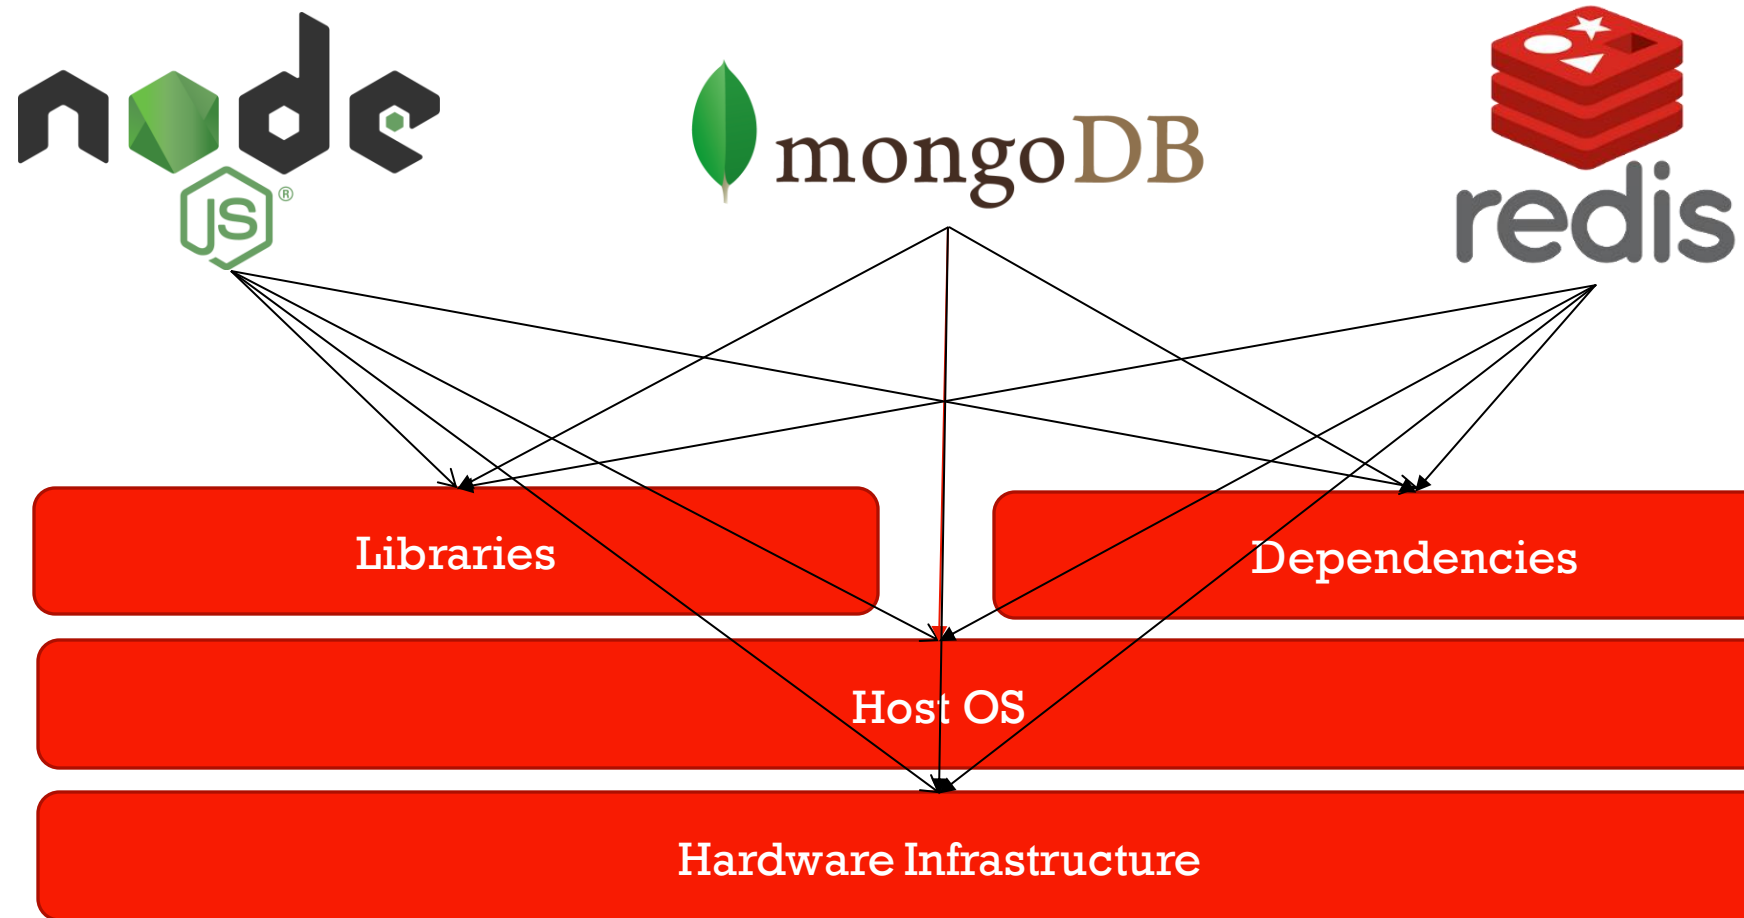 node
JS®
mongoDB
redis
Libraries
Dependencies
Host OS
Hardware Infrastructure